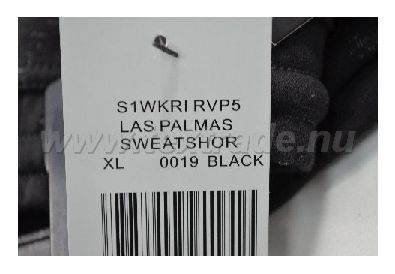 S1WKRI RVP5
LAS PALMAS
SWEATSHOR
XL 0019 BLACK